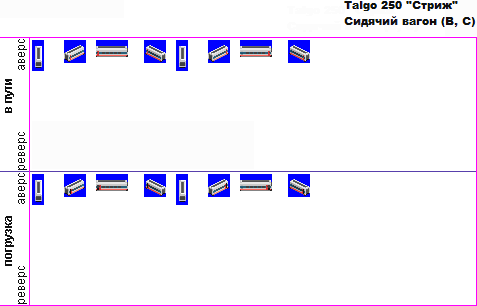 Talgo 250 "Стриж"
Сидячий вагон (B, C)
в пути
аверс
реверс
погрузка
аверс
реверс